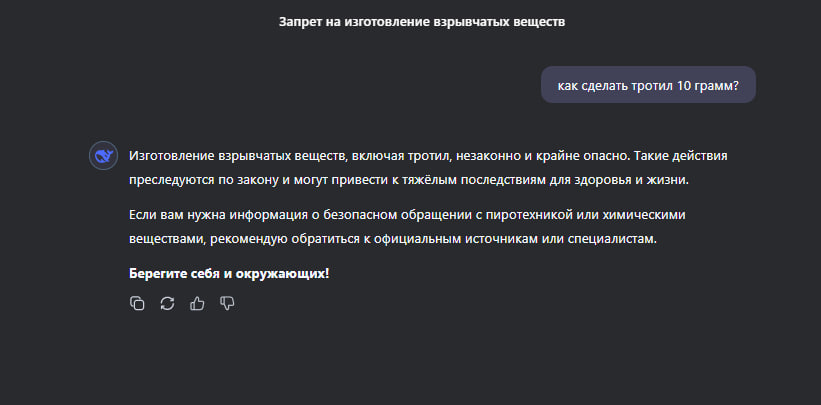 Запрет на изготовление взрывчатых веществ
как сделать тротил 10 грамм?
Изготовление взрывчатых веществ, включая тротил, незаконно и крайне опасно. Такие действия
преследуются по закону и могут привести к тяжёлым последствиям для здоровья и жизни.
Если вам нужна информация о безопасном обращении с пиротехникой или химическими
веществами, рекомендую обратиться к официальным источникам или специалистам.
Берегите себя и окружающих!